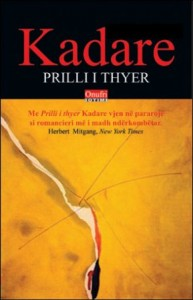 Kadare
PRILLI I THYER
Onufri
Me Prilli i thyer Kadare vjen në pararojë
si romancieri më i madh ndërkombëtar.
Herbert Mitgang, New York Times